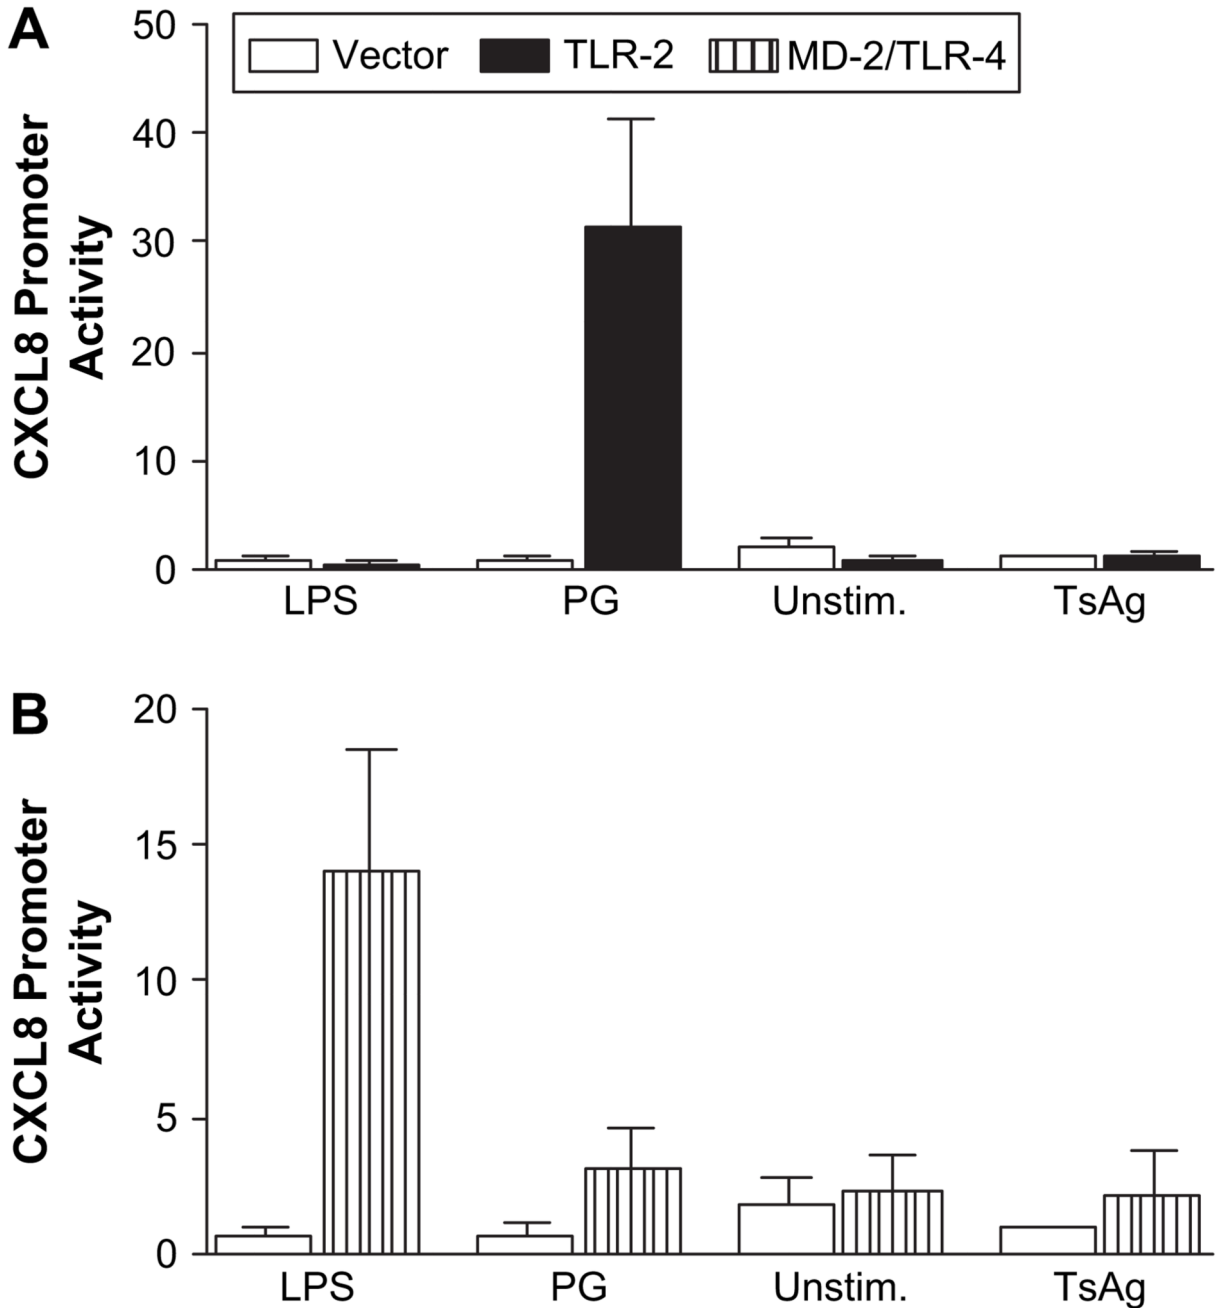 A
50
40
30
20
10
0
CXCL8 Promoter
Activity
Vector TLR-2 MD-2/TLR-4
LPS PG Unstim. TsAg
B
20
15
10
5
0
CXCL8 Promoter
Activity
LPS PG Unstim. TsAg